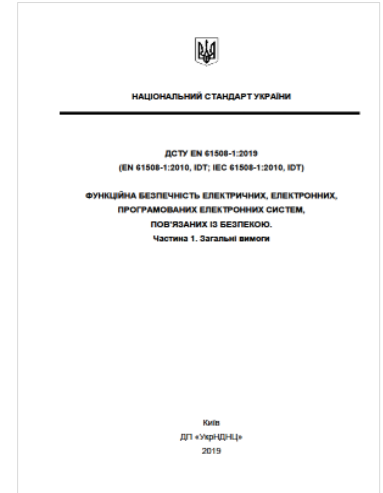 НАЦІОНАЛЬНИЙ СТАНДАРТ УКРАЇНИ
ДСТУ EN 61508-1:2019
(EN 61508-1:2010, IDT; IEC 61508-1:2010, IDT)
ФУНКЦІЙНА БЕЗПЕЧНІСТЬ ЕЛЕКТРИЧНИХ, ЕЛЕКТРОННИХ,
ПРОГРАМОВАНИХ ЕЛЕКТРОННИХ СИСТЕМ,
ПОВ'ЯЗАНИХ ІЗ БЕЗПЕКОЮ.
Частина 1. Загальні вимоги
Київ
ДП «УкрНДНЦ»
2019